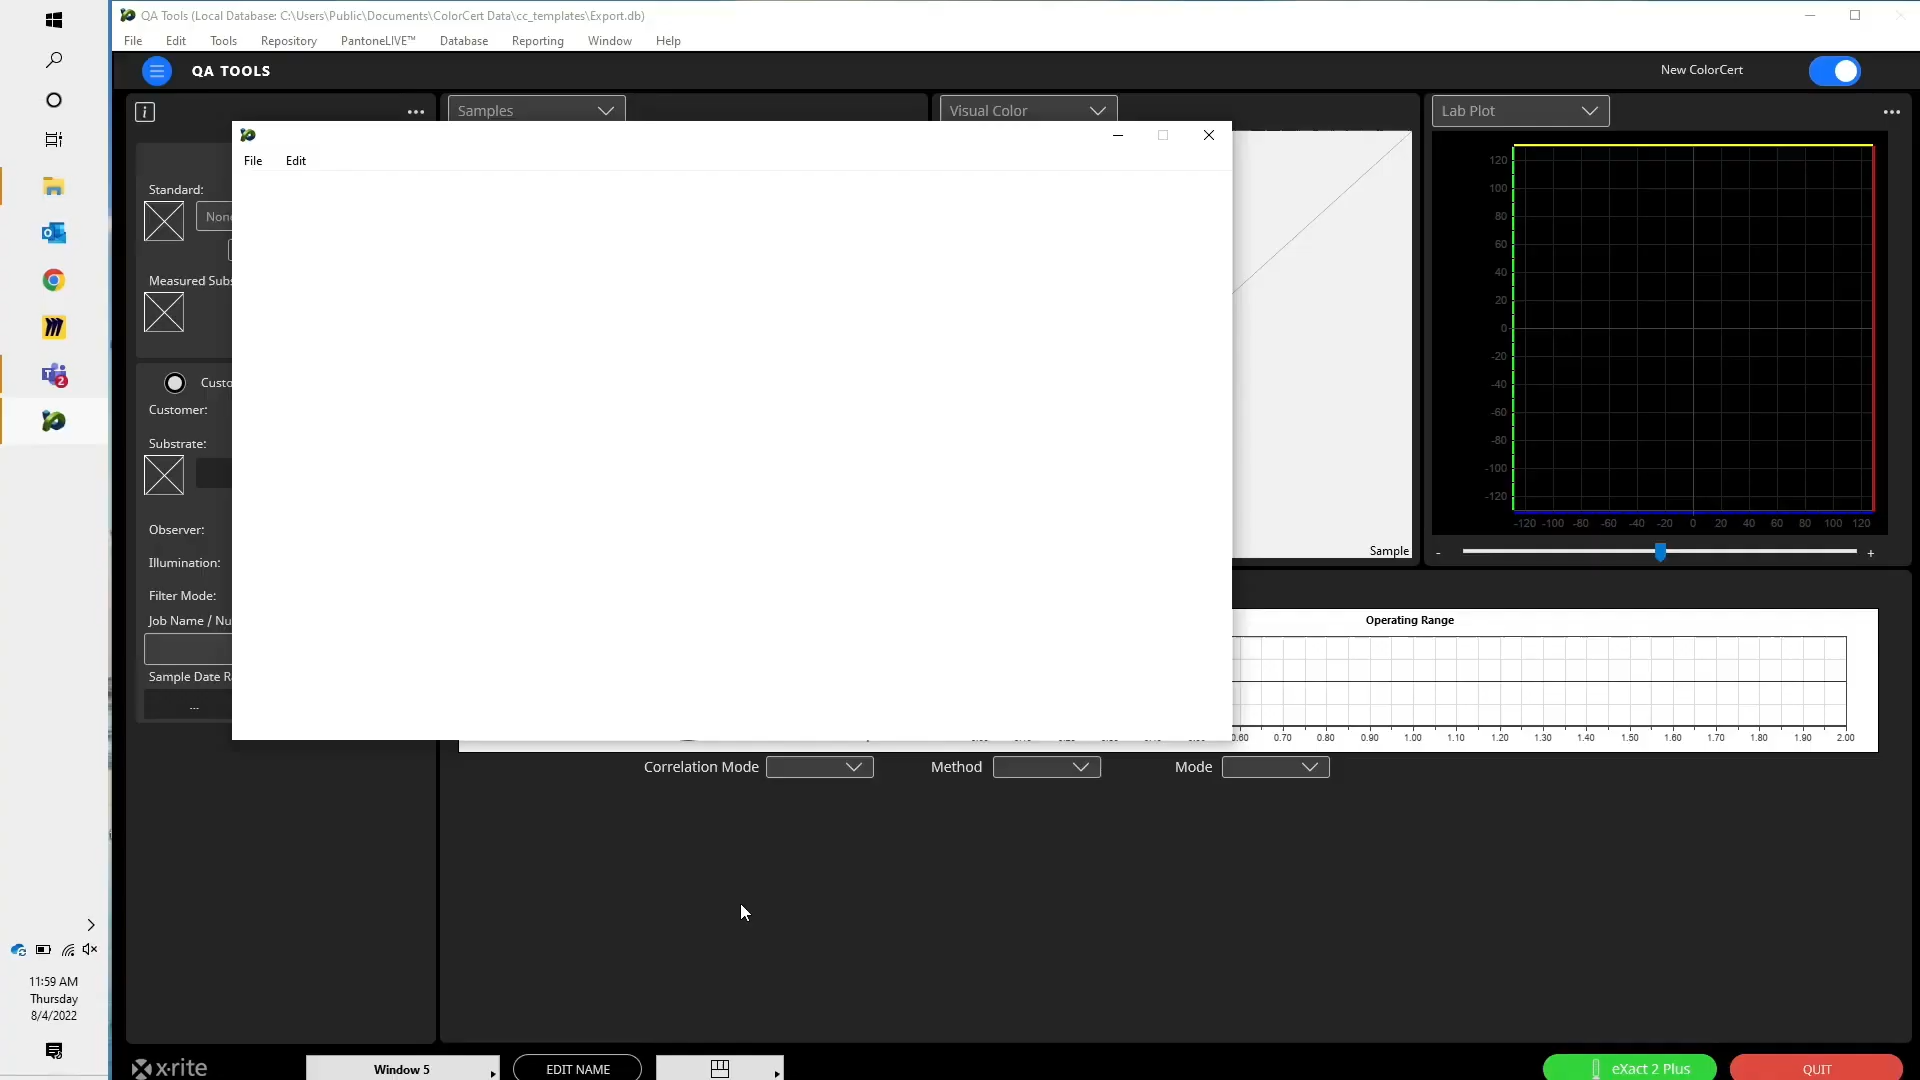 QA Tools (Local Database: C:\Users\Public\Documents\ColorCert Data\cc_templates\Export.db)
File Edit Tools Repository PantoneLIVE™ Database Reporting Window Help
QA TOOLS
New ColorCert
Samples
Visual Color
Lab Plot
File Edit
Standard:
Measured Subs
Custo
Customer:
Substrate:
Observer:
Illumination:
Filter Mode:
Job Name / Nu
Sample Date R
...
Sample
120
100
80
60
40
20
0
-20
-40
-60
-80
-100
-120
-120 -100 -80 -60 -40 -20 0 20 40 60 80 100 120
- +
Operating Range
0.60 0.70 0.80 0.90 1.00 1.10 1.20 1.30 1.40 1.50 1.60 1.70 1.80 1.90 2.00
Correlation Mode
Method
Mode
2
11:59 AM
Thursday
8/4/2022
x·rite
Window 5
EDIT NAME
eXact 2 Plus
QUIT